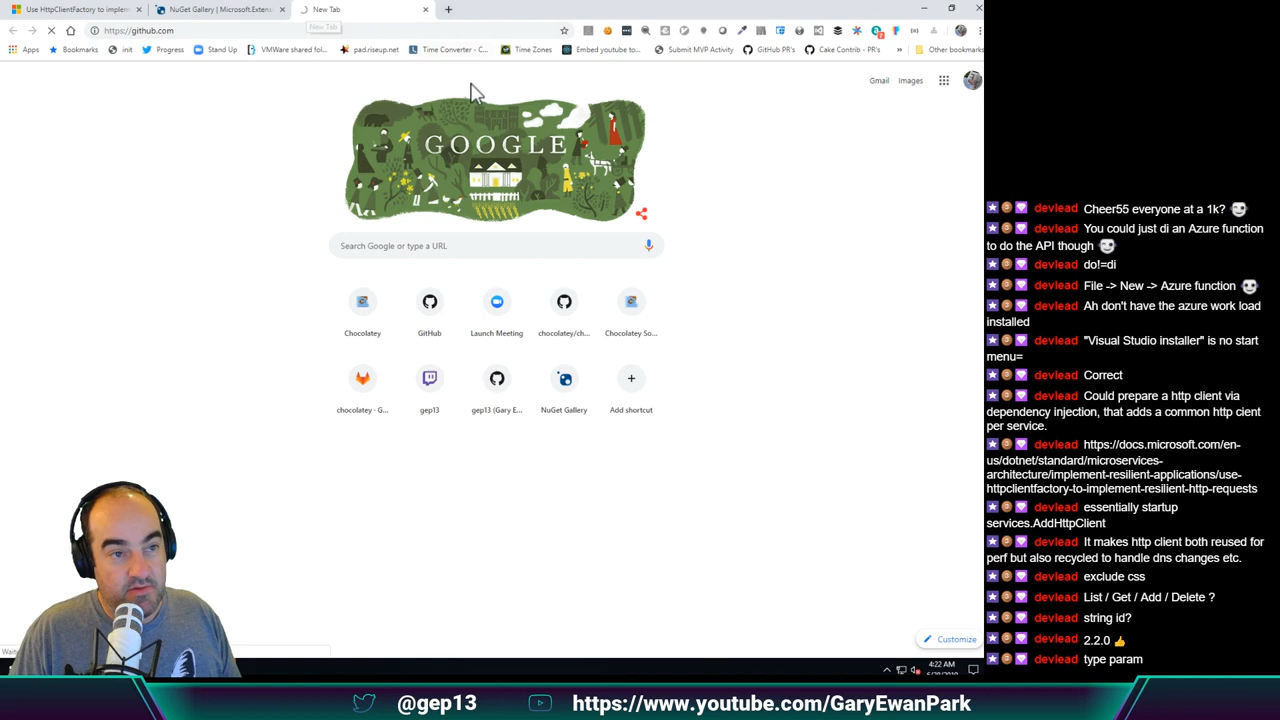 Use HttpClientFactory to implem
NuGet Gallery | Microsoft.Extens
New Tab
https://github.com
New Tab
Apps
Bookmarks
init
Progress
Stand Up
VMWare shared fol...
pad.riseup.net
Time Converter - C...
Time Zones
Embed youtube to...
Submit MVP Activity
GitHub PR's
Cake Contrib - PR's
»
Other bookmarks
Gmail
Images
GOOGLE
Search Google or type a URL
Chocolatey
GitHub
Launch Meeting
chocolatey/ch...
Chocolatey So...
chocolatey · G...
gep13
gep13 (Gary E...
NuGet Gallery
Add shortcut
Customize
4:22 AM
devlead Cheer55 everyone at a 1k?
devlead You could just di an Azure function
to do the API though
devlead do!=di
devlead File -> New -> Azure function
devlead Ah don't have the azure work load
installed
devlead "Visual Studio installer" is no start
menu=
devlead Correct
devlead Could prepare a http client via
dependency injection, that adds a common http cient
per service.
devlead https://docs.microsoft.com/en-
us/dotnet/standard/microservices-
architecture/implement-resilient-applications/use-
httpclientfactory-to-implement-resilient-http-requests
devlead essentially startup
services.AddHttpClient
devlead It makes http client both reused for
perf but also recycled to handle dns changes etc.
devlead exclude css
devlead List / Get / Add / Delete ?
devlead string id?
devlead 2.2.0 👍
devlead type param
@gep13
https://www.youtube.com/GaryEwanPark